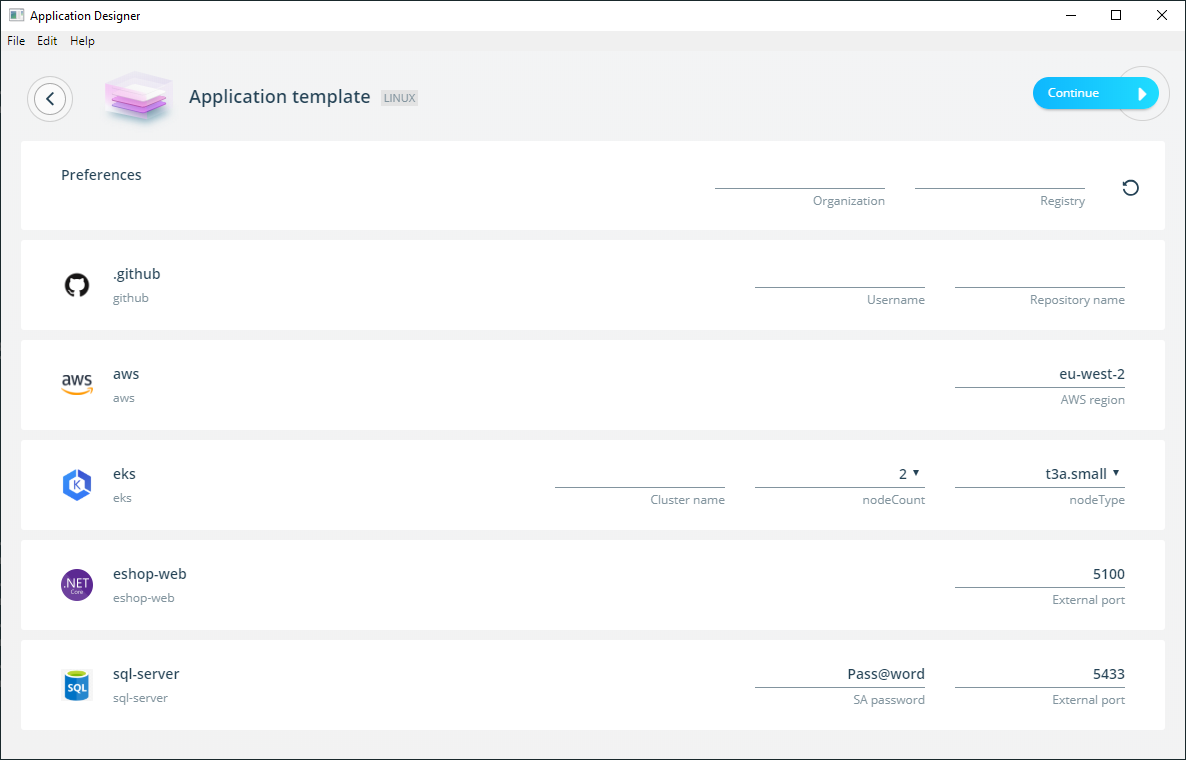 Application Designer
File Edit Help
Application template LINUX
Continue
Preferences
Organization Registry
.github
github
Username Repository name
aws
aws eu-west-2
aws AWS region
K
eks 2 t3a.small
eks Cluster name nodeCount nodeType
.NET
Core
eshop-web 5100
eshop-web External port
SQL
sql-server Pass@word 5433
sql-server SA password External port